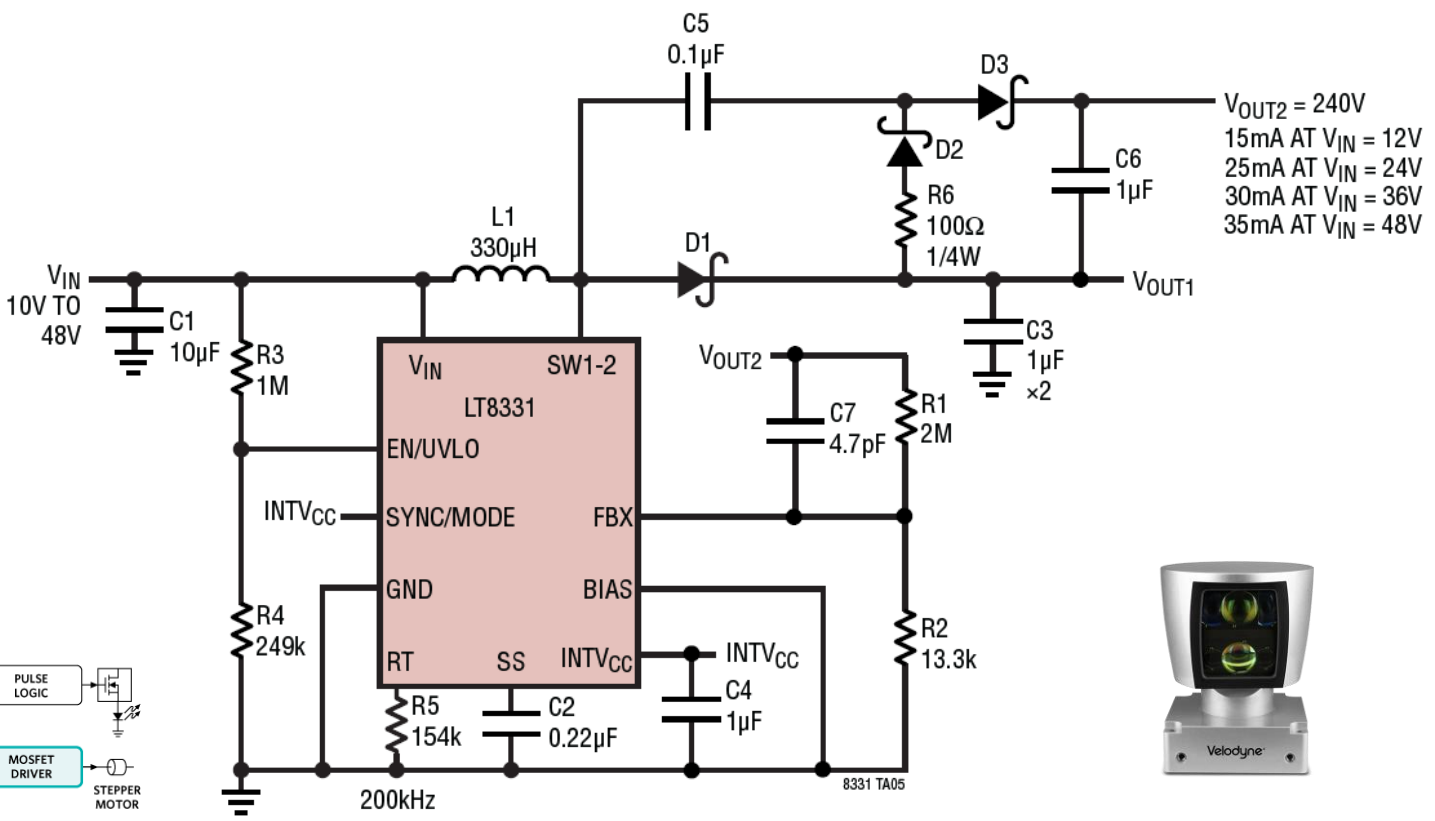 C5
0.1µF
D3
VOUT2 = 240V
15mA AT VIN = 12V
25mA AT VIN = 24V
30mA AT VIN = 36V
35mA AT VIN = 48V
D2
C6
1µF
R6
100Ω
1/4W
L1
330µH
D1
VIN
10V TO
48V
VOUT1
C1
10µF
R3
1M
C3
1µF
×2
VIN
SW1-2
LT8331
VOUT2
C7
4.7pF
R1
2M
EN/UVLO
INTVCC
SYNC/MODE
FBX
GND
BIAS
R4
249k
R2
13.3k
RT
SS
INTVCC
INTVCC
R5
154k
C2
0.22µF
C4
1µF
PULSE
LOGIC
MOSFET
DRIVER
STEPPER
MOTOR
200kHz
8331 TA05
Velodyne